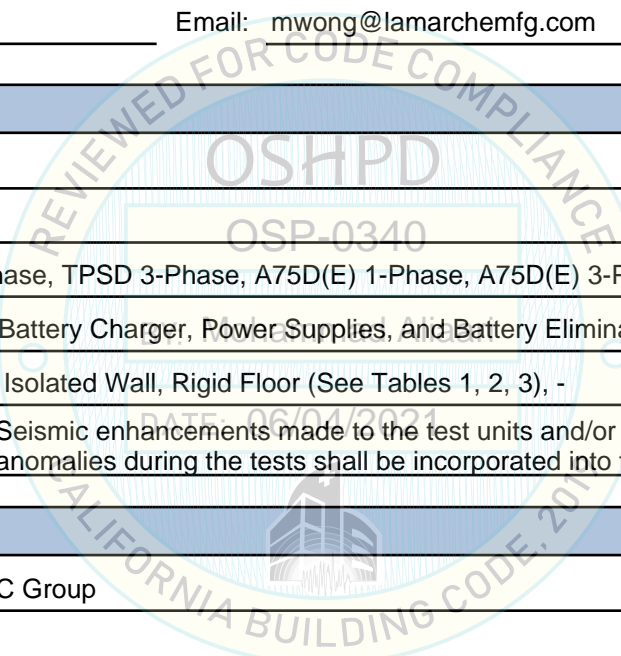 Email: mwong@lamarchemfg.com
REVIEWED FOR CODE COMPLIANCE
OSHPD
OSP-0340
TPSD 3-Phase, A75D(E) 1-Phase, A75D(E)
Battery Charger, Power Supplies, and Battery
BY: Mohammad Aliaari
Isolated Wall, Rigid Floor (See Tables 1, 2, 3), -
DATE: 06/04/2021
Seismic enhancements made to the test units and/or
anomalies during the tests shall be incorporated into
Group
CALIFORNIA BUILDING CODE,